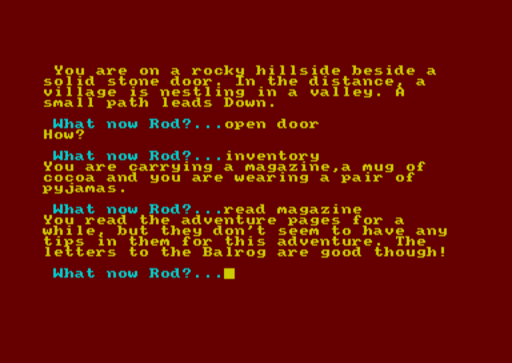 You are on a rocky hillside beside a
solid stone door. In the distance, a
village is nestling in a valley. A
small path leads Down.
What now Rod?...open door
How?
What now Rod?...inventory
You are carrying a magazine,a mug of
cocoa and you are wearing a pair of
pyjamas.
What now Rod?...read magazine
You read the adventure pages for a
while, but they don't seem to have any
tips in them for this adventure. The
letters to the Balrog are good though!
What now Rod?...